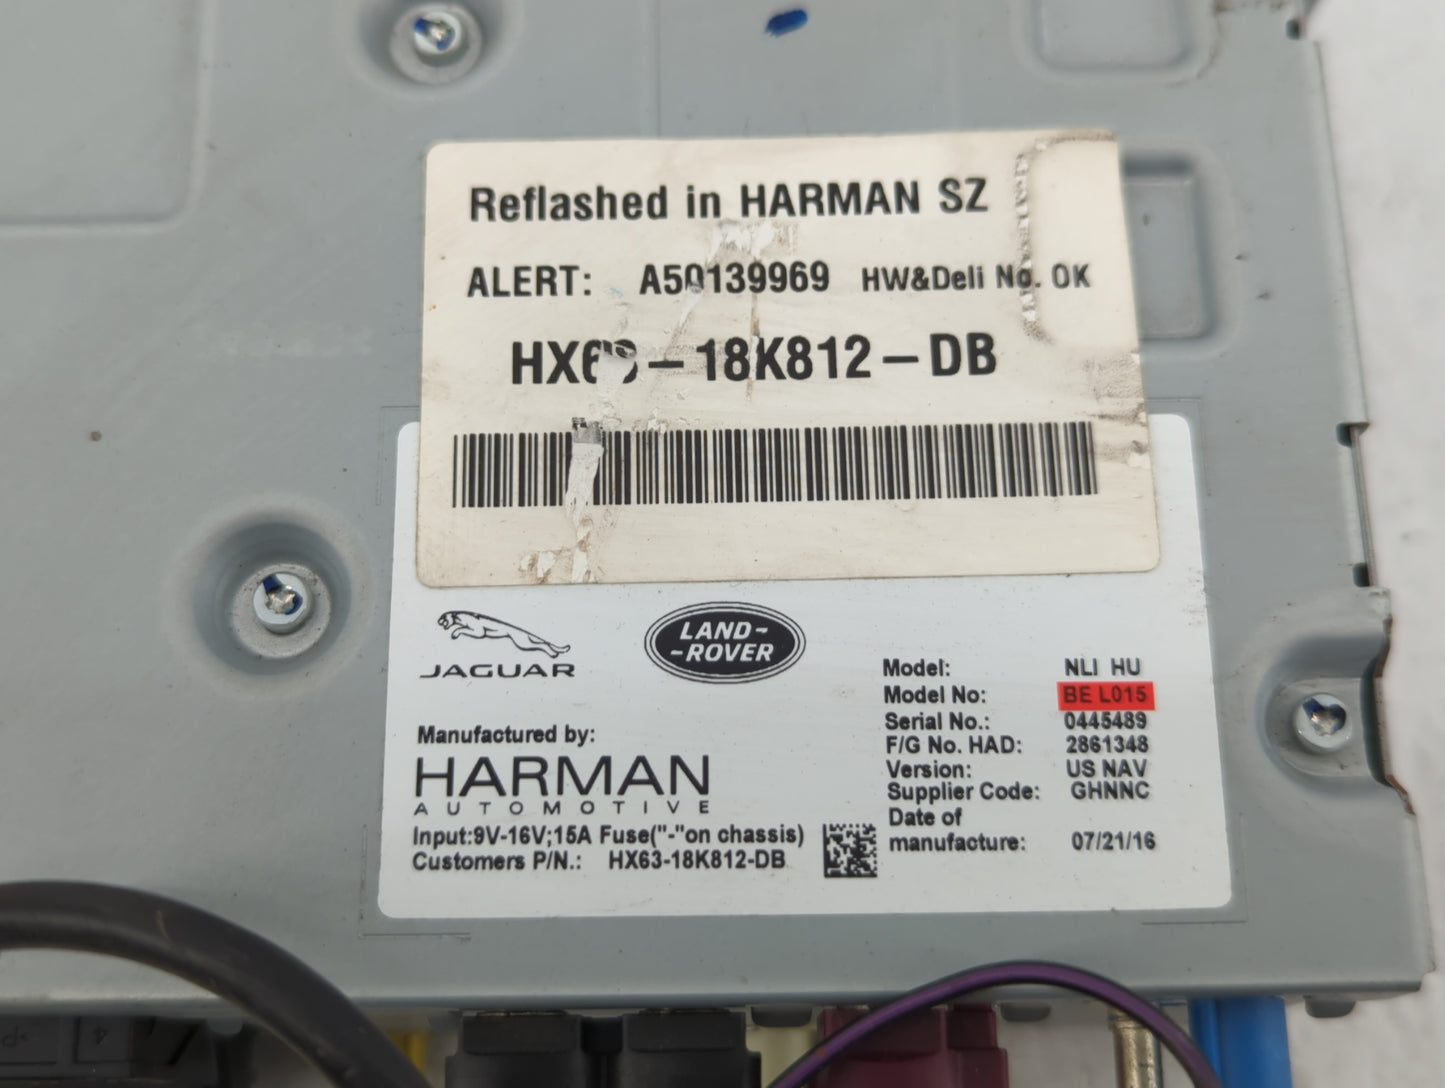 Reflashed in HARMAN SZ
ALERT: A50139969 HW&Deli No. OK
HX63-18K812-DB
JAGUAR
LAND-
-ROVER
Manufactured by:
HARMAN
AUTOMOTIVE
Input:9V-16V;15A Fuse("-"on chassis)
Customers P/N.: HX63-18K812-DB
Model: NLI HU
Model No: BE L015
Serial No.: 0445489
F/G No. HAD: 2861348
Version: US NAV
Supplier Code: GHNNC
Date of
manufacture: 07/21/16
4